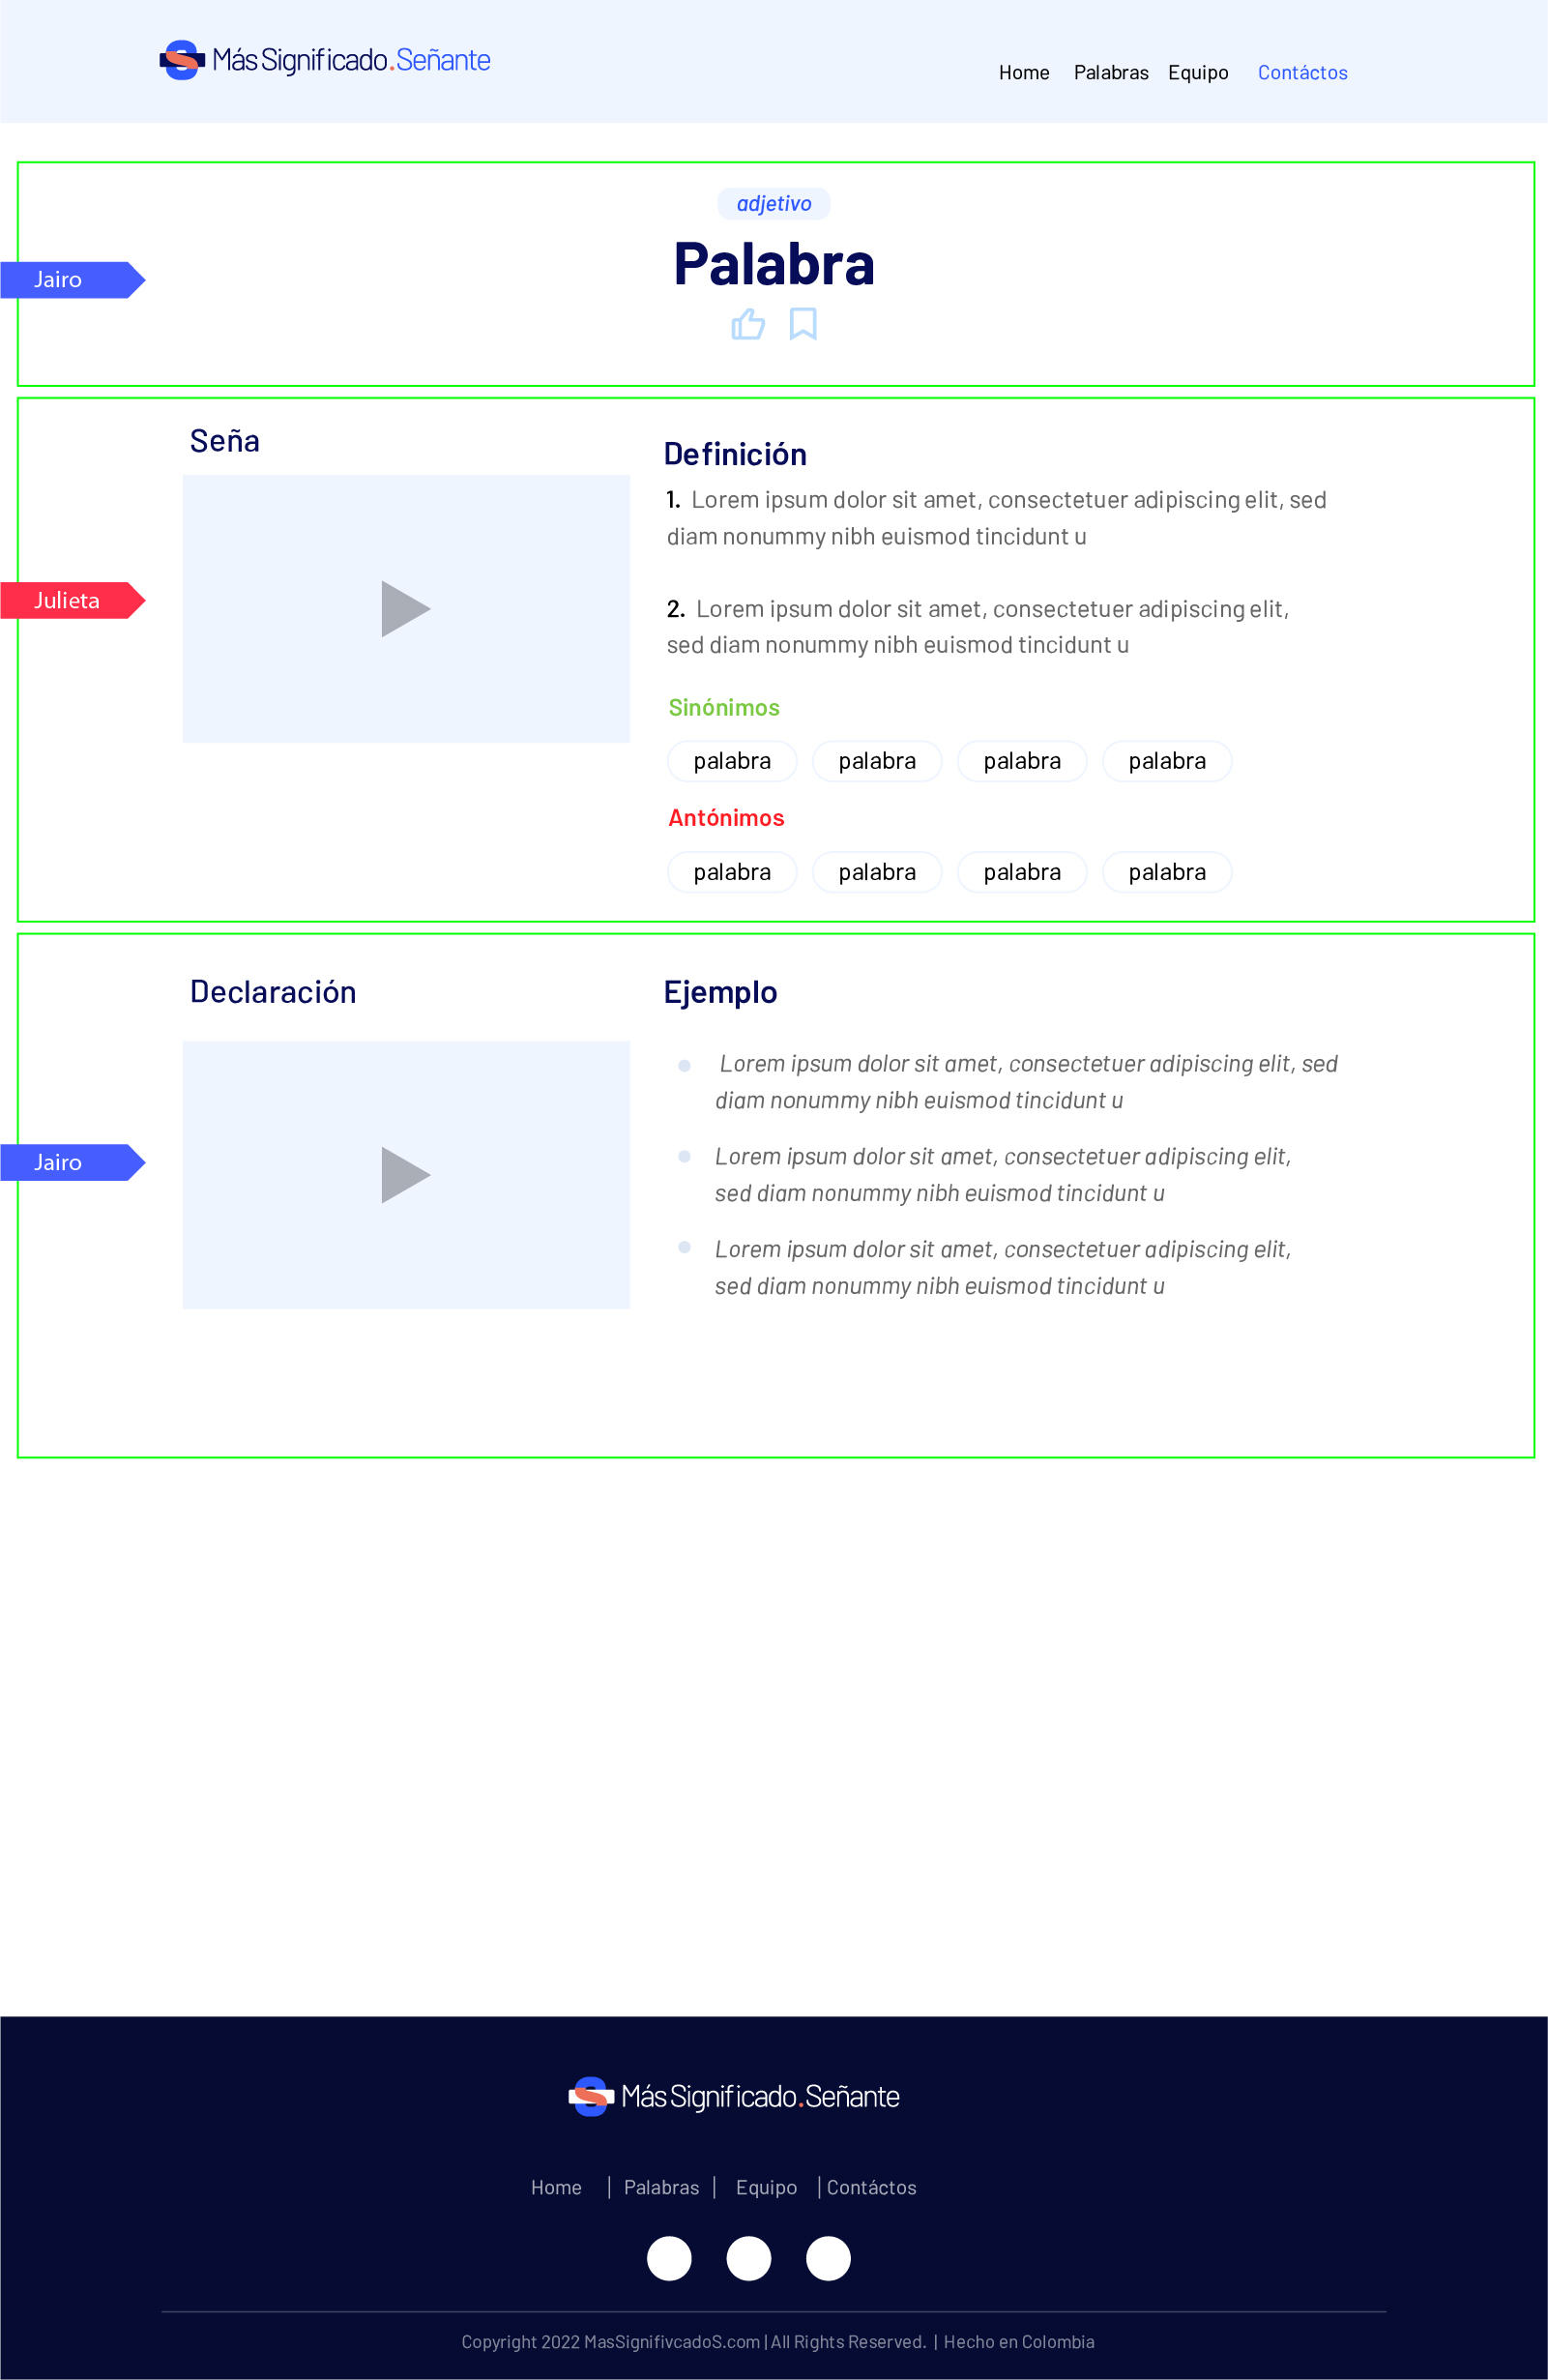 Más Significado.Señante
Home Palabras Equipo Contáctos
adjetivo
Jairo
Palabra
Seña
Julieta
Definición
1. Lorem ipsum dolor sit amet, consectetuer adipiscing elit, sed
diam nonummy nibh euismod tincidunt u
2. Lorem ipsum dolor sit amet, consectetuer adipiscing elit,
sed diam nonummy nibh euismod tincidunt u
Sinónimos
palabra palabra palabra palabra
Antónimos
palabra palabra palabra palabra
Declaración
Jairo
Ejemplo
Lorem ipsum dolor sit amet, consectetuer adipiscing elit, sed
diam nonummy nibh euismod tincidunt u
Lorem ipsum dolor sit amet, consectetuer adipiscing elit,
sed diam nonummy nibh euismod tincidunt u
Lorem ipsum dolor sit amet, consectetuer adipiscing elit,
sed diam nonummy nibh euismod tincidunt u
Más Significado.Señante
Home | Palabras | Equipo | Contáctos
Copyright 2022 MasSignifivcadoS.com | All Rights Reserved. | Hecho en Colombia